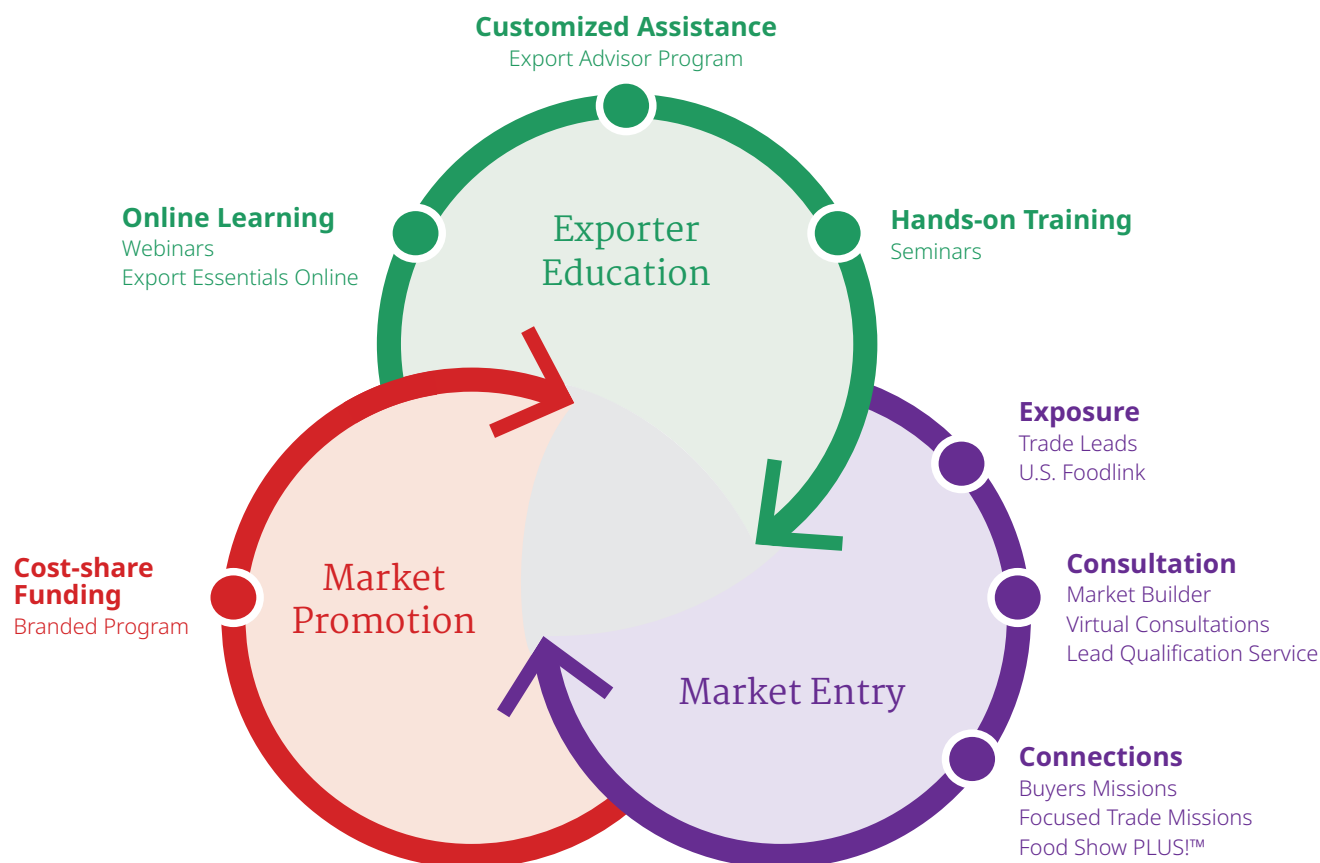 Customized Assistance
Export Advisor Program
Online Learning
Webinars
Export Essentials Online
Exporter
Education
Hands-on Training
Seminars
Exposure
Trade Leads
U.S. Foodlink
Cost-share
Funding
Branded Program
Market
Promotion
Consultation
Market Builder
Virtual Consultations
Lead Qualification Service
Market Entry
Connections
Buyers Missions
Focused Trade Missions
Food Show PLUS!™